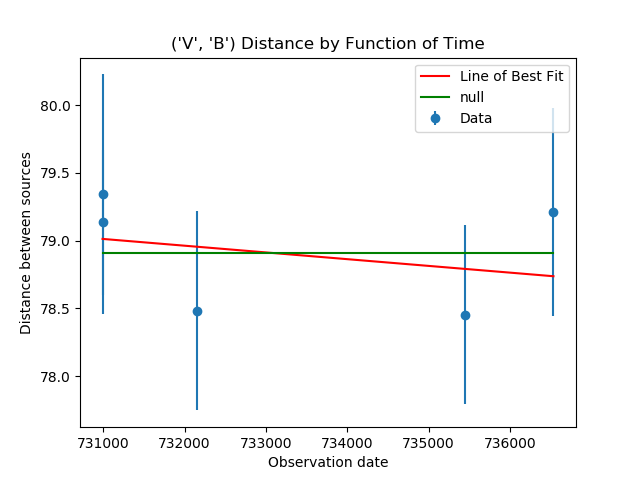 ('V', 'B') Distance by Function of Time
Line of Best Fit
null
Data
Distance between sources
80.0
79.5
79.0
78.5
78.0
731000 732000 733000 734000 735000 736000
Observation date